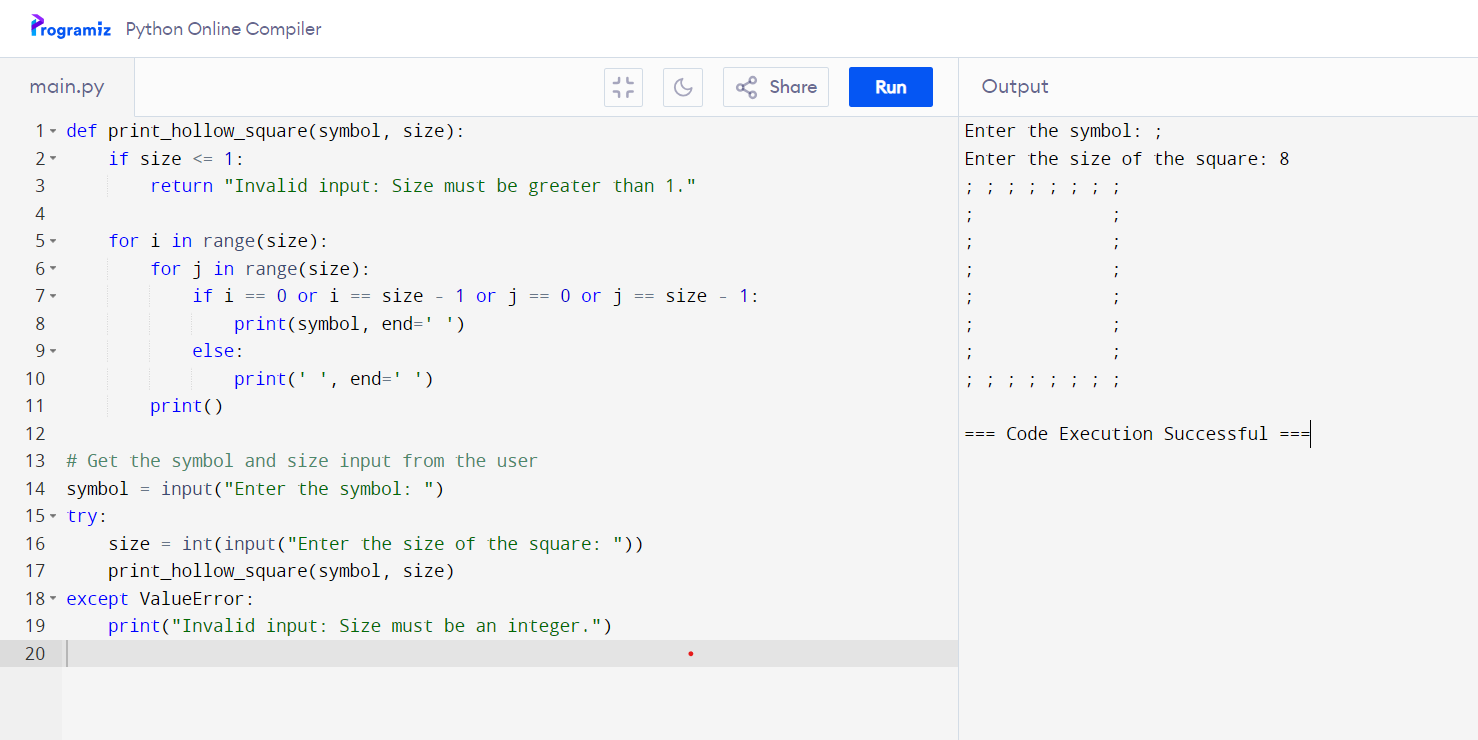 Programiz Python Online Compiler
main.py Share Run
1 def print_hollow_square(symbol, size):
2     if size <= 1:
3         return "Invalid input: Size must be greater than 1."
4
5     for i in range(size):
6         for j in range(size):
7             if i == 0 or i == size - 1 or j == 0 or j == size - 1:
8                 print(symbol, end=' ')
9             else:
10                 print(' ', end=' ')
11         print()
12
13 # Get the symbol and size input from the user
14 symbol = input("Enter the symbol: ")
15 try:
16     size = int(input("Enter the size of the square: "))
17     print_hollow_square(symbol, size)
18 except ValueError:
19     print("Invalid input: Size must be an integer.")
20
Output
Enter the symbol: ;
Enter the size of the square: 8
; ; ; ; ; ; ; ;
;             ;
;             ;
;             ;
;             ;
;             ;
;             ;
; ; ; ; ; ; ; ;
=== Code Execution Successful ===